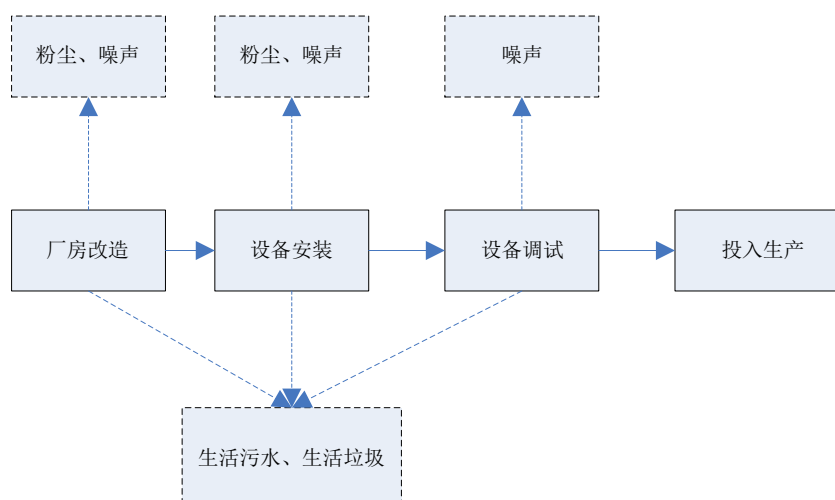 粉尘、噪声
粉尘、噪声
噪声
厂房改造
设备安装
设备调试
投入生产
生活污水、生活垃圾